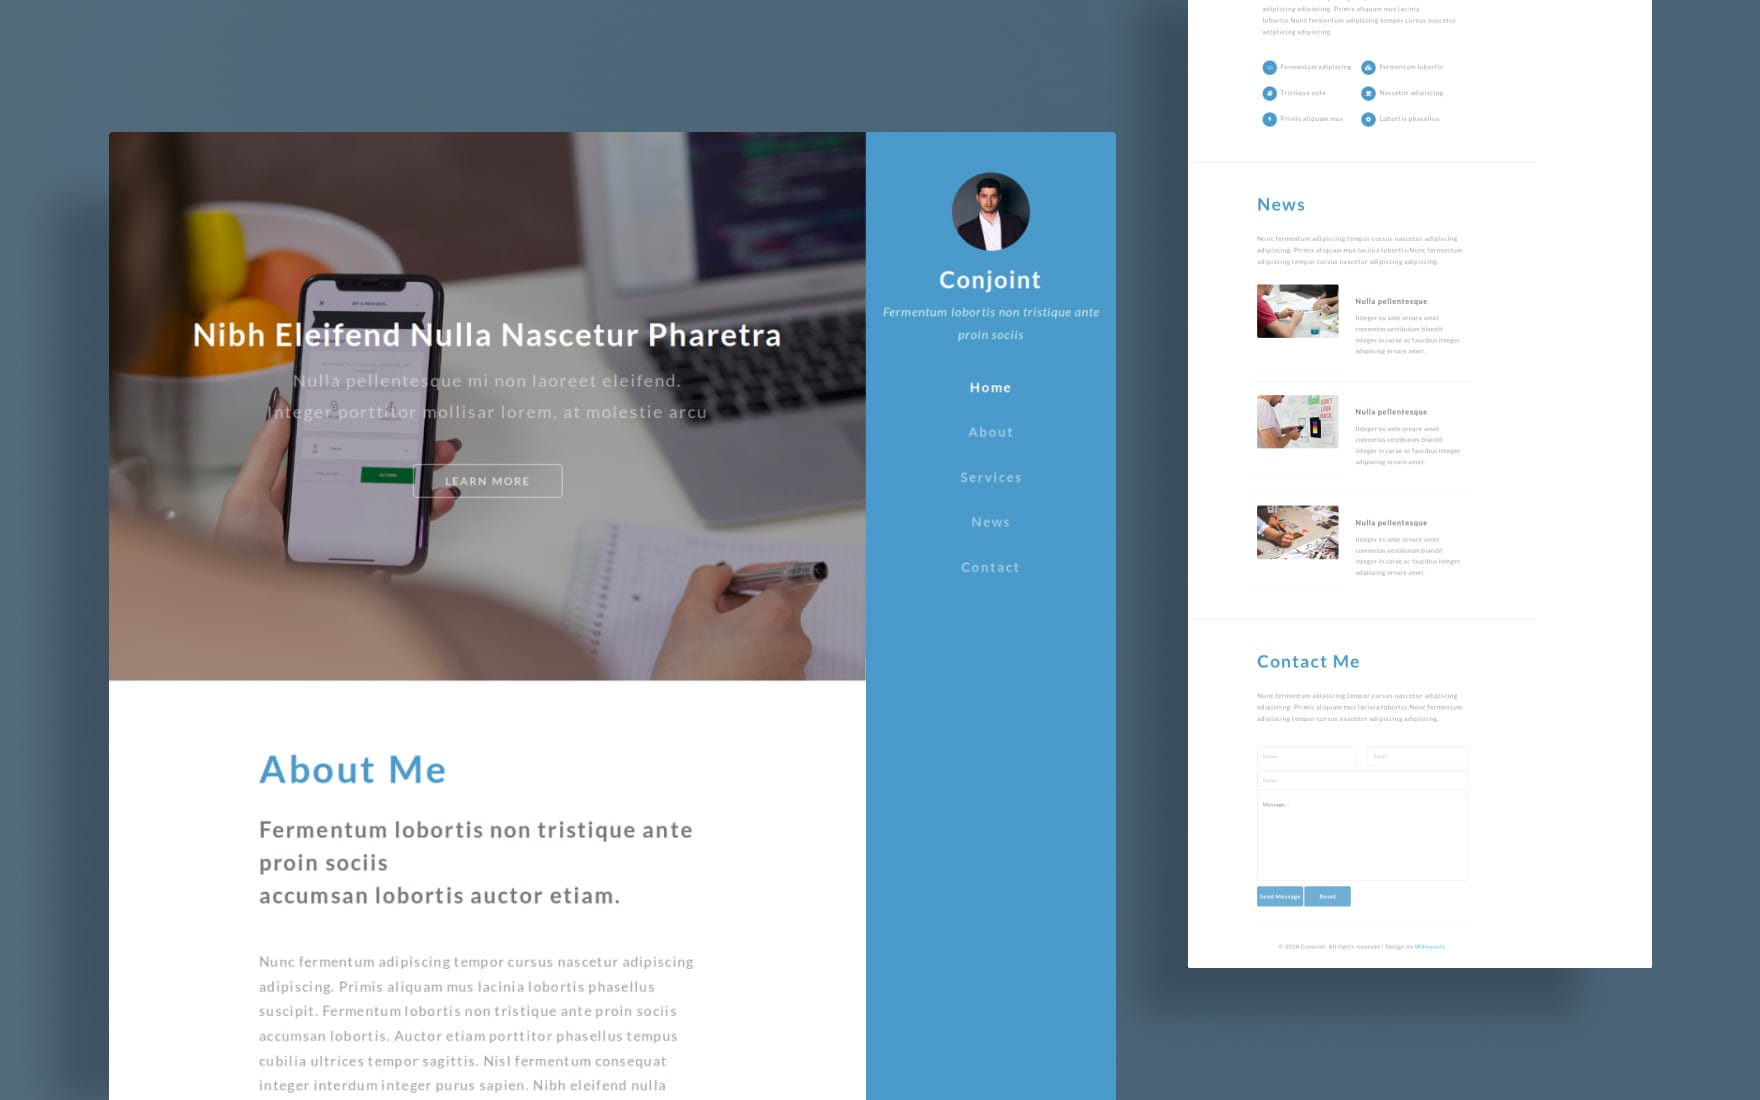 Nibh Eleifend Nulla Nascetur Pharetra
Nulla pellentesque mi non laoreet eleifend.
Integer porttitor mollisar lorem, at molestie arcu
LEARN MORE
About Me
Fermentum lobortis non tristique ante
proin sociis
accumsan lobortis auctor etiam.
Nunc fermentum adipiscing tempor cursus nascetur adipiscing
adipiscing. Primis aliquam mus lacinia lobortis phasellus
suscipit. Fermentum lobortis non tristique ante proin sociis
accumsan lobortis. Auctor etiam porttitor phasellus tempus
cubilia ultrices tempor sagittis. Nisl fermentum consequat
integer interdum integer purus sapien. Nibh eleifend nulla
Conjoint
Fermentum lobortis non tristique ante
proin sociis
Home
About
Services
News
Contact
adipiscing adipiscing. Primis aliquam mus lacinia
lobortis.Nunc fermentum adipiscing tempor cursus nascetur
adipiscing adipiscing.
Fermentum adipiscing
Fermentum lobortis
Tristique ante
Nascetur adipiscing
Primis aliquam mus
Lobortis phasellus
News
Nunc fermentum adipiscing tempor cursus nascetur adipiscing
adipiscing. Primis aliquam mus lacinia lobortis.Nunc fermentum
adipiscing tempor cursus nascetur adipiscing adipiscing.
Nulla pellentesque
Integer eu ante ornare amet
commetus vestibulum blandit
integer in curae ac faucibus integer
adipiscing ornare amet.
DON'T
LOOK
BACK
Nulla pellentesque
Integer eu ante ornare amet
commetus vestibulum blandit
integer in curae ac faucibus integer
adipiscing ornare amet.
Nulla pellentesque
Integer eu ante ornare amet
commetus vestibulum blandit
integer in curae ac faucibus integer
adipiscing ornare amet.
Contact Me
Nunc fermentum adipiscing tempor cursus nascetur adipiscing
adipiscing. Primis aliquam mus lacinia lobortis.Nunc fermentum
adipiscing tempor cursus nascetur adipiscing adipiscing.
Name
Email
Name
Message...
Send Message
Reset
© 2018 Conjoint. All rights reserved | Design by W3layouts